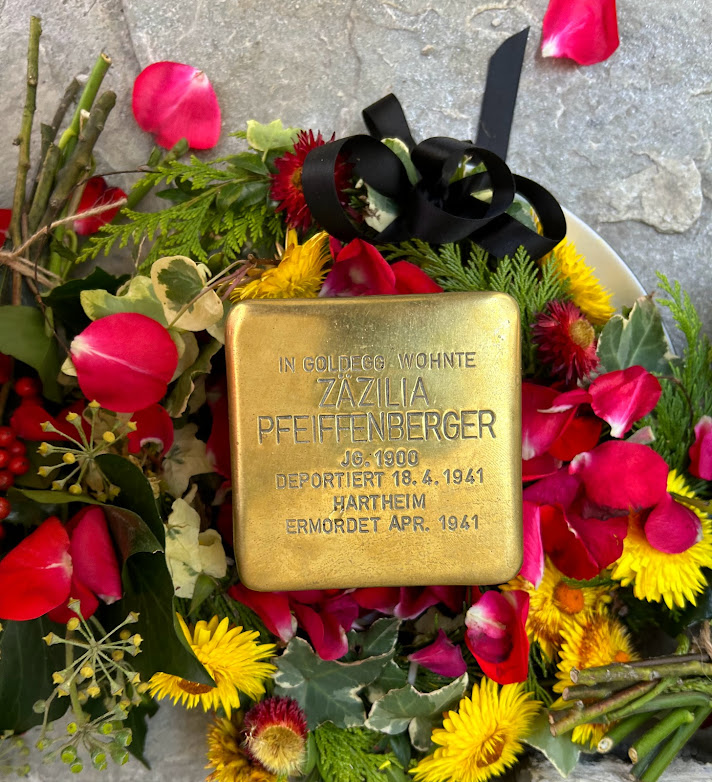 IN GOLDEGG WOHNTE
ZÄZILIA
PFEIFFENBERGER
JG. 1900
DEPORTIERT 18. 4. 1941
HARTHEIM
ERMORDET APR. 1941